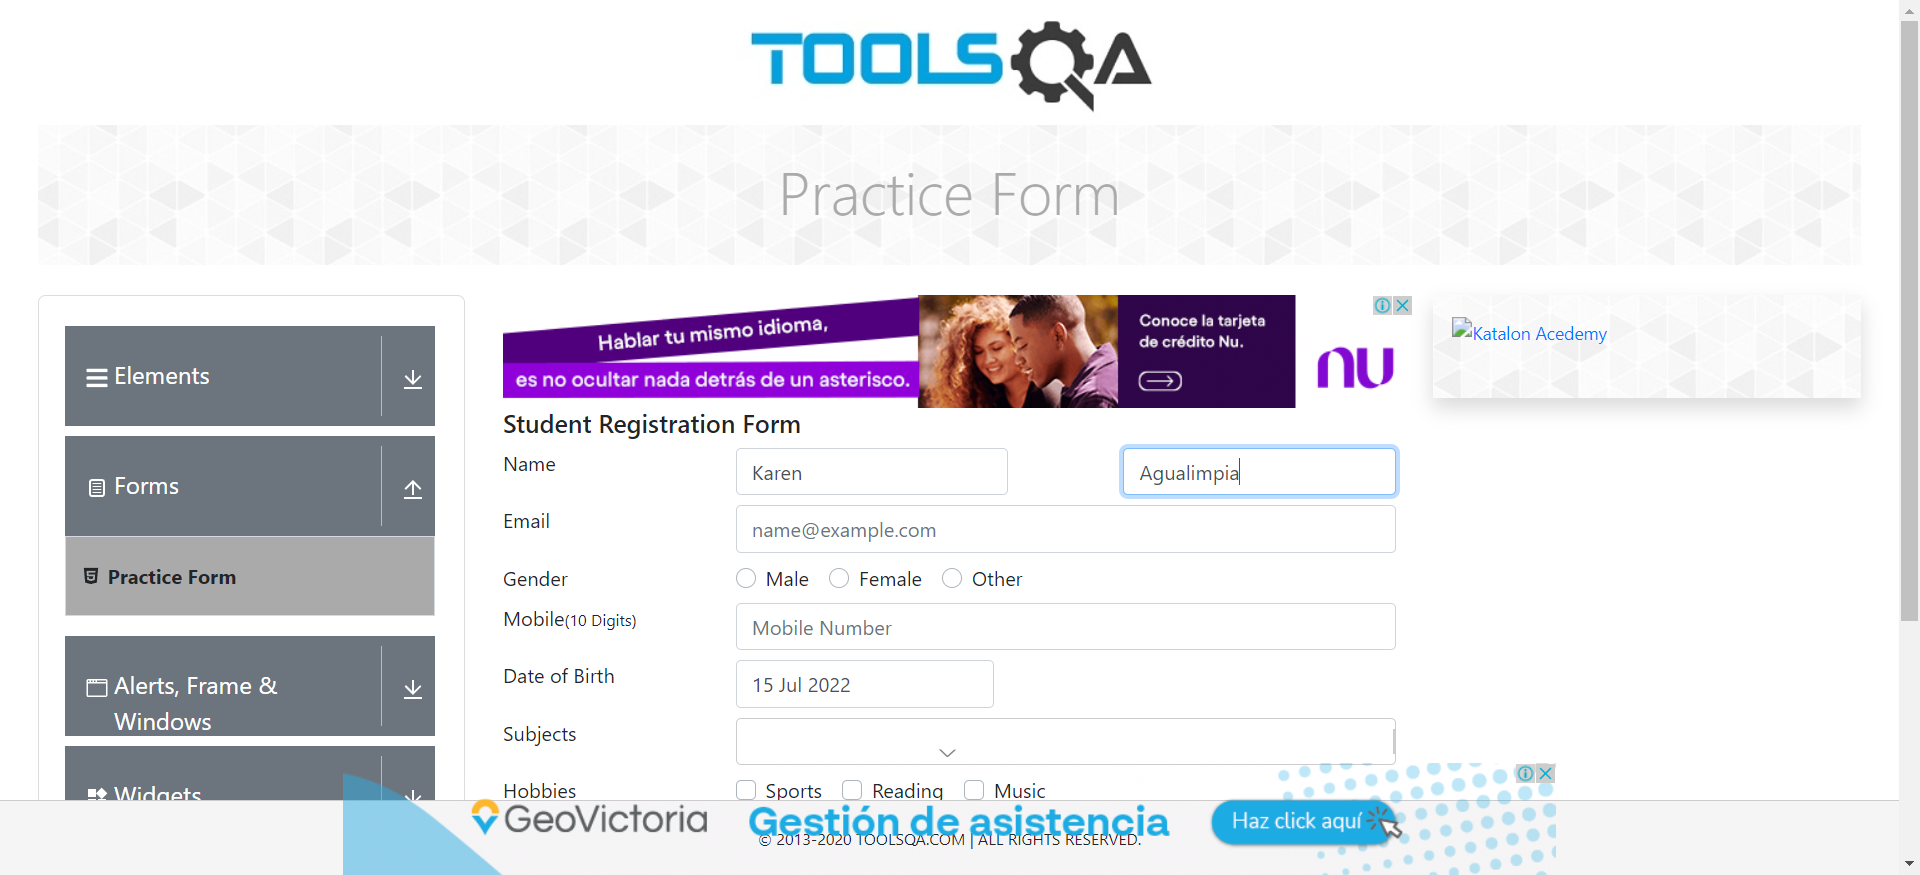 TOOLSQA
Practice Form
Elements
Forms
Practice Form
Alerts, Frame &
Windows
Widgets
Hablar tu mismo idioma,
es no ocultar nada detrás de un asterisco.
Conoce la tarjeta
de crédito Nu.
nu
Katalon Acedemy
Student Registration Form
Name
Karen
Agualimpia
Email
name@example.com
Gender
Male
Female
Other
Mobile(10 Digits)
Mobile Number
Date of Birth
15 Jul 2022
Subjects
Hobbies
Sports
Reading
Music
GeoVictoria
Gestión de asistencia
Haz click aquí
© 2013-2020 TOOLSQA.COM | ALL RIGHTS RESERVED.